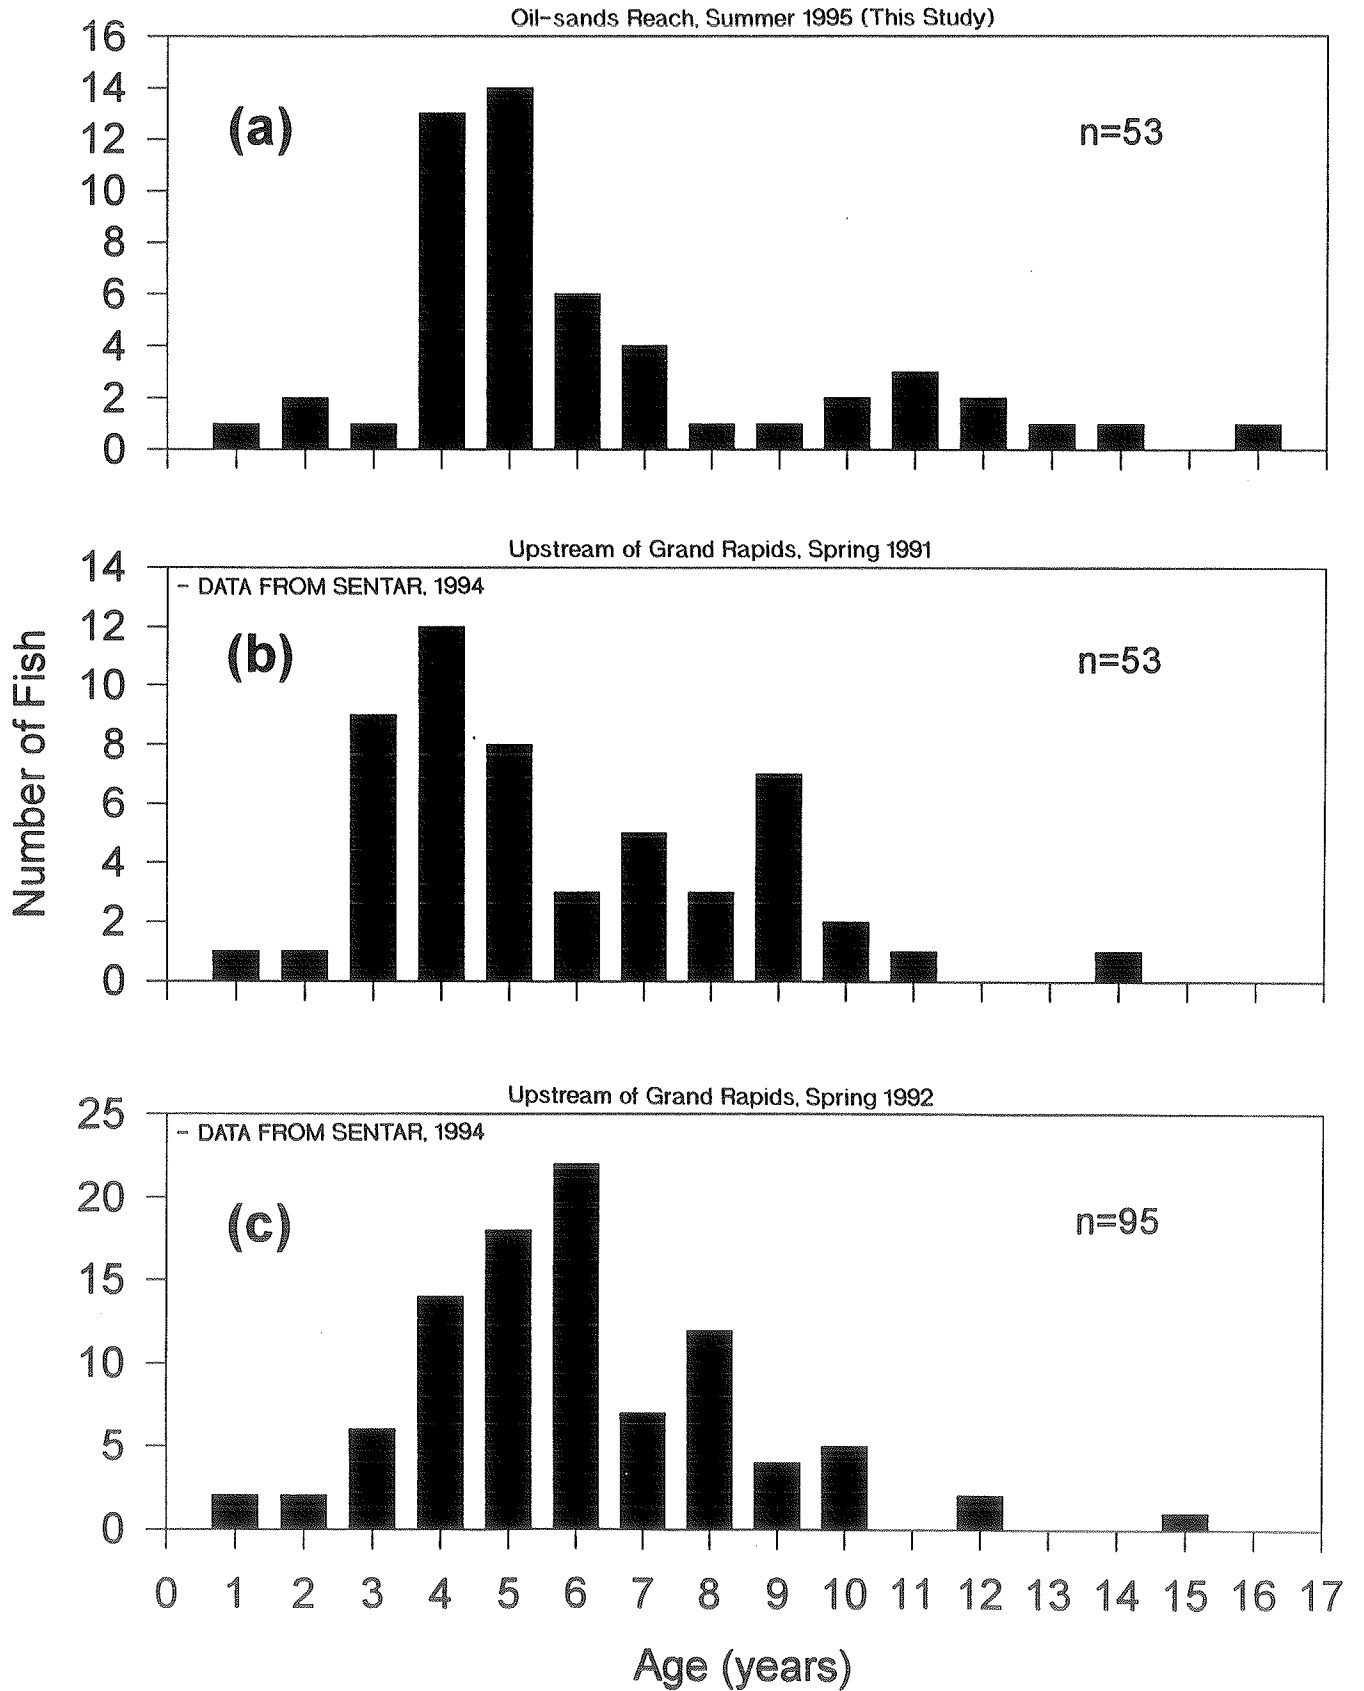 Oil-sands Reach, Summer 1995 (This Study)
16
14
12
10
8
6
4
2
0
(a)
n=53
Upstream of Grand Rapids, Spring 1991
- DATA FROM SENTAR, 1994
14
12
10
8
6
4
2
0
(b)
n=53
Number of Fish
Upstream of Grand Rapids, Spring 1992
- DATA FROM SENTAR, 1994
25
20
15
10
5
0
(c)
n=95
0 1 2 3 4 5 6 7 8 9 10 11 12 13 14 15 16 17
Age (years)